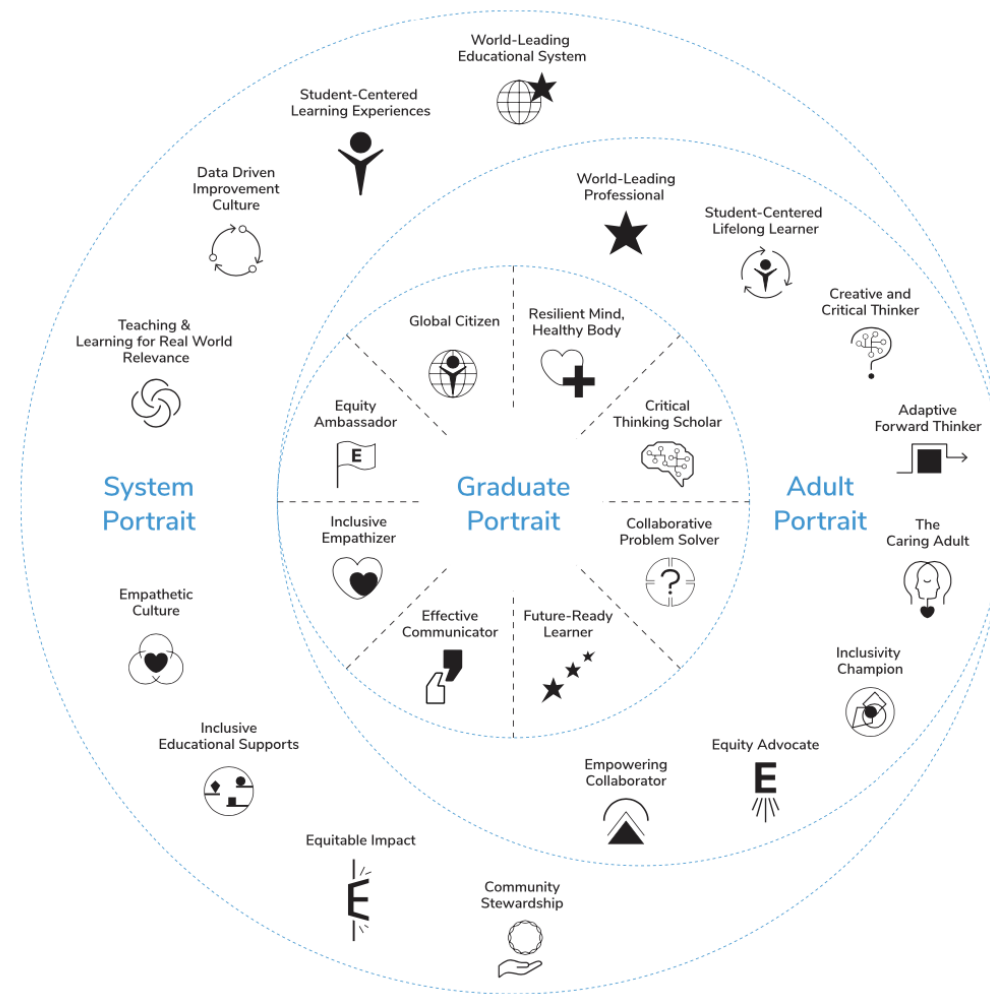 World-Leading
Educational System
Student-Centered
Learning Experiences
Data Driven
Improvement
Culture
Teaching &
Learning for Real World
Relevance
System
Portrait
Empathetic
Culture
Inclusive
Educational Supports
Equitable Impact
E
Community
Stewardship
World-Leading
Professional
Student-Centered
Lifelong Learner
Creative and
Critical Thinker
Adaptive
Forward Thinker
Adult
Portrait
The
Caring Adult
Inclusivity
Champion
Equity Advocate
E
Empowering
Collaborator
Global Citizen
Resilient Mind,
Healthy Body
Equity
Ambassador
E
Critical
Thinking Scholar
Graduate
Portrait
Inclusive
Empathizer
Collaborative
Problem Solver
?
Effective
Communicator
Future-Ready
Learner